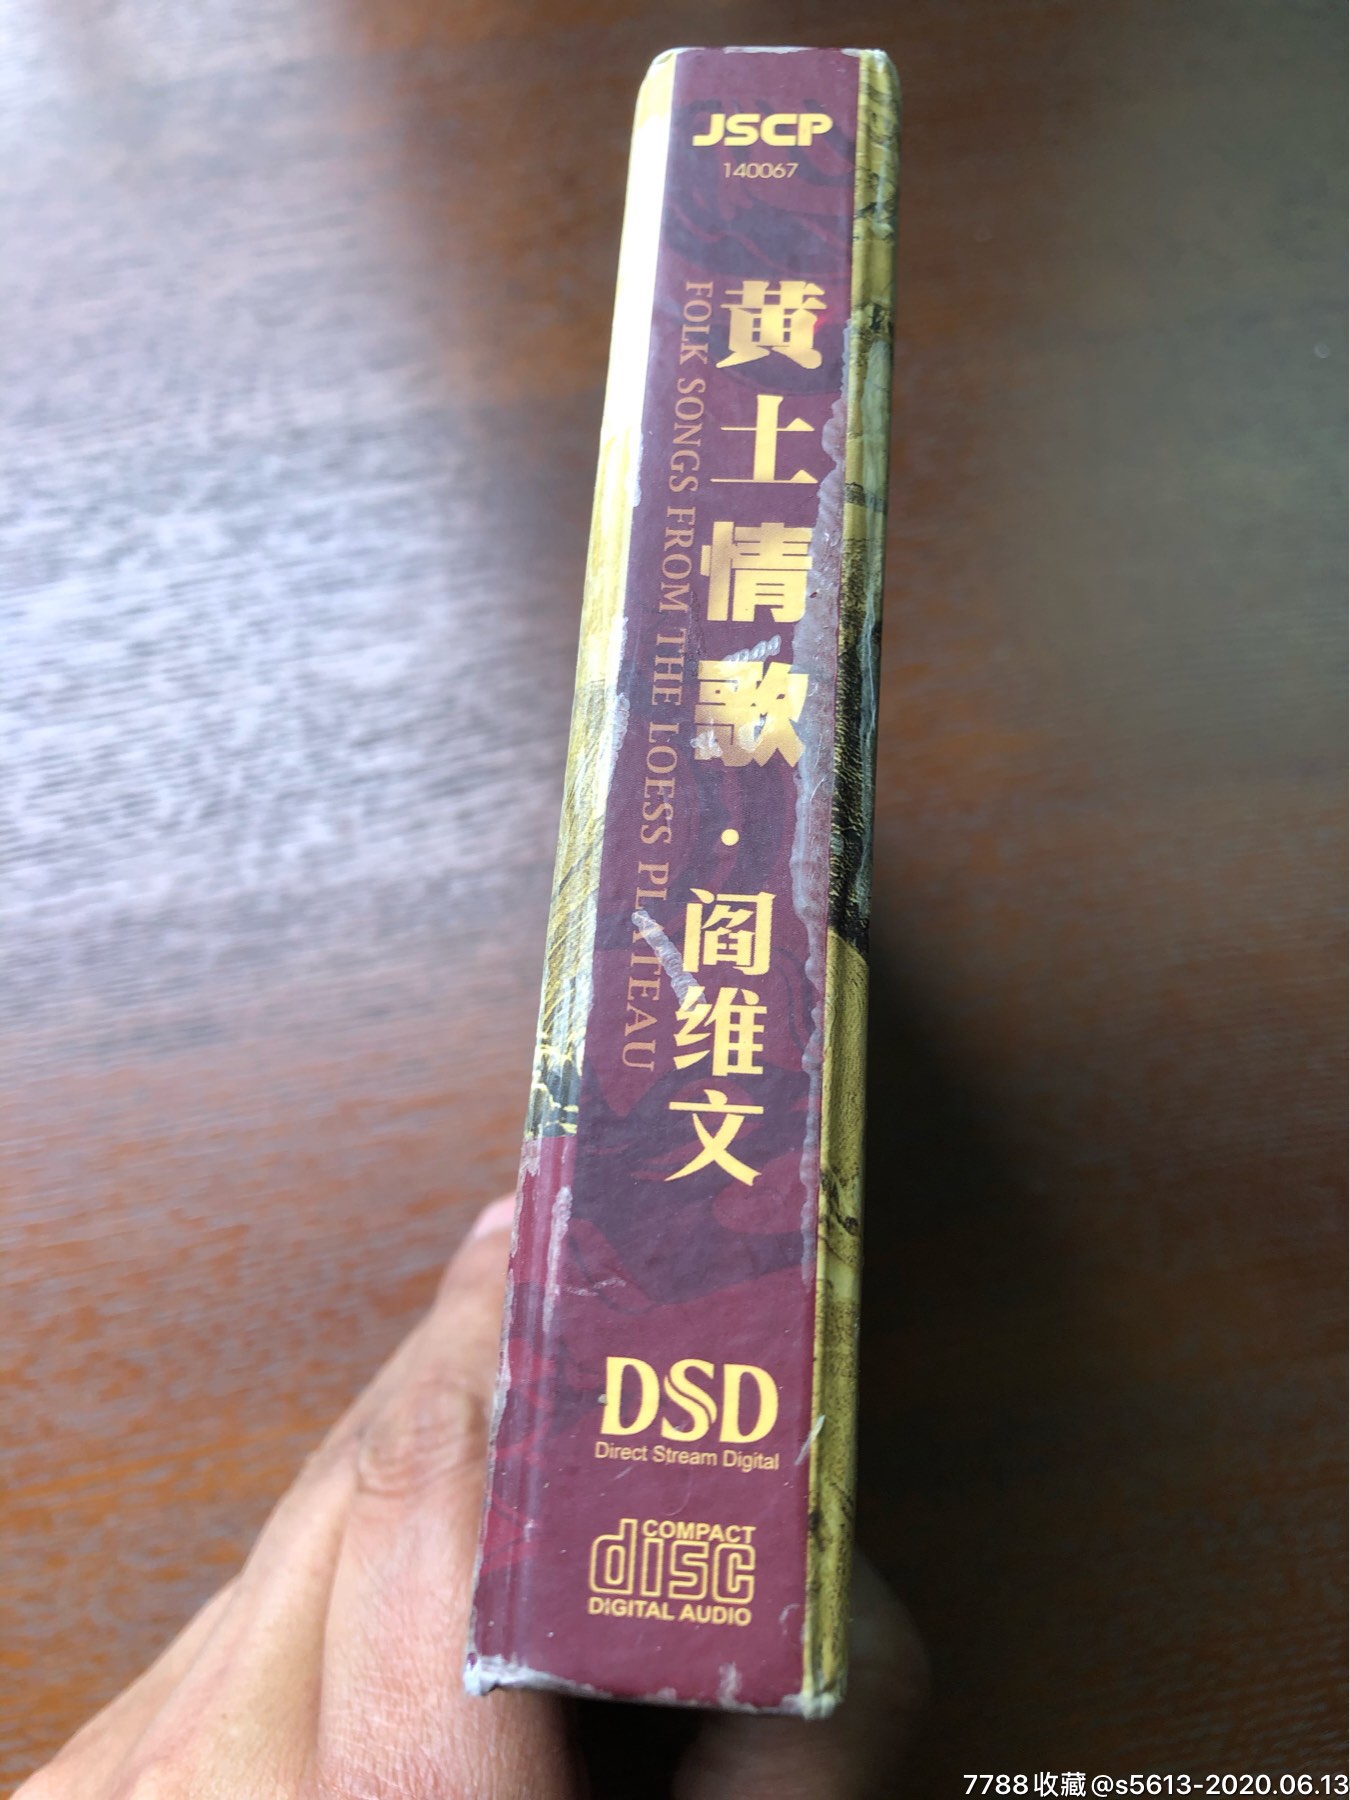 JSCP
140067
黄土情歌·阎维文
FOLK SONGS FROM THE LOESS PLATEAU
DSD
Direct Stream Digital
COMPACT
disc
DIGITAL AUDIO
7788收藏@s5613-2020.06.13